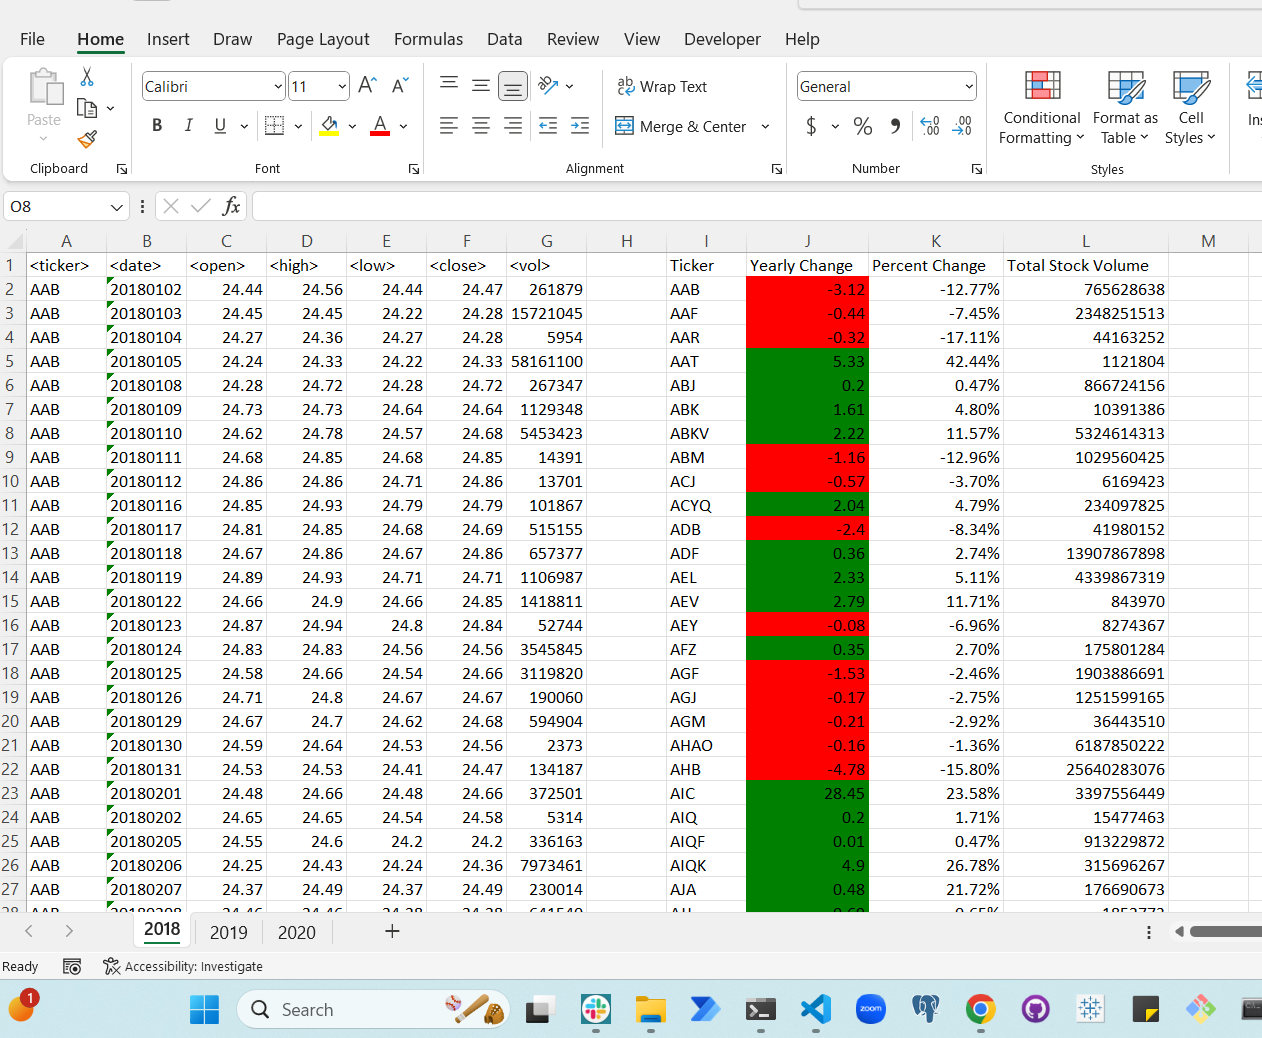 File Home Insert Draw Page Layout Formulas Data Review View Developer Help
Paste
Clipboard
Calibri 11 A^ Aˇ
B I U A
Font
ab Wrap Text
Merge & Center
Alignment
General
$ % 9 .00 .00
Number
Conditional Formatting
Format as Table
Cell Styles
Styles
Ins
O8 fx
A B C D E F G H I J K L M
1 <ticker> <date> <open> <high> <low> <close> <vol> Ticker Yearly Change Percent Change Total Stock Volume
2 AAB 20180102 24.44 24.56 24.44 24.47 261879 AAB -3.12 -12.77% 765628638
3 AAB 20180103 24.45 24.45 24.22 24.28 15721045 AAF -0.44 -7.45% 2348251513
4 AAB 20180104 24.27 24.36 24.27 24.28 5954 AAR -0.32 -17.11% 44163252
5 AAB 20180105 24.24 24.33 24.22 24.33 58161100 AAT 5.33 42.44% 1121804
6 AAB 20180108 24.28 24.72 24.28 24.72 267347 ABJ 0.2 0.47% 866724156
7 AAB 20180109 24.73 24.73 24.64 24.64 1129348 ABK 1.61 4.80% 10391386
8 AAB 20180110 24.62 24.78 24.57 24.68 5453423 ABKV 2.22 11.57% 5324614313
9 AAB 20180111 24.68 24.85 24.68 24.85 14391 ABM -1.16 -12.96% 1029560425
10 AAB 20180112 24.86 24.86 24.71 24.86 13701 ACJ -0.57 -3.70% 6169423
11 AAB 20180116 24.85 24.93 24.79 24.79 101867 ACYQ 2.04 4.79% 234097825
12 AAB 20180117 24.81 24.85 24.68 24.69 515155 ADB -2.4 -8.34% 41980152
13 AAB 20180118 24.67 24.86 24.67 24.86 657377 ADF 0.36 2.74% 13907867898
14 AAB 20180119 24.89 24.93 24.71 24.71 1106987 AEL 2.33 5.11% 4339867319
15 AAB 20180122 24.66 24.9 24.66 24.85 1418811 AEV 2.79 11.71% 843970
16 AAB 20180123 24.87 24.94 24.8 24.84 52744 AEY -0.08 -6.96% 8274367
17 AAB 20180124 24.83 24.83 24.56 24.56 3545845 AFZ 0.35 2.70% 175801284
18 AAB 20180125 24.58 24.66 24.54 24.66 3119820 AGF -1.53 -2.46% 1903886691
19 AAB 20180126 24.71 24.8 24.67 24.67 190060 AGJ -0.17 -2.75% 1251599165
20 AAB 20180129 24.67 24.7 24.62 24.68 594904 AGM -0.21 -2.92% 36443510
21 AAB 20180130 24.59 24.64 24.53 24.56 2373 AHAO -0.16 -1.36% 6187850222
22 AAB 20180131 24.53 24.53 24.41 24.47 134187 AHB -4.78 -15.80% 25640283076
23 AAB 20180201 24.48 24.66 24.48 24.66 372501 AIC 28.45 23.58% 3397556449
24 AAB 20180202 24.65 24.65 24.54 24.58 5314 AIQ 0.2 1.71% 15477463
25 AAB 20180205 24.55 24.6 24.2 24.2 336163 AIQF 0.01 0.47% 913229872
26 AAB 20180206 24.25 24.43 24.24 24.36 7973461 AIQK 4.9 26.78% 315696267
27 AAB 20180207 24.37 24.49 24.37 24.49 230014 AJA 0.48 21.72% 176690673
2018 2019 2020 +
Ready Accessibility: Investigate
1 Search zoom